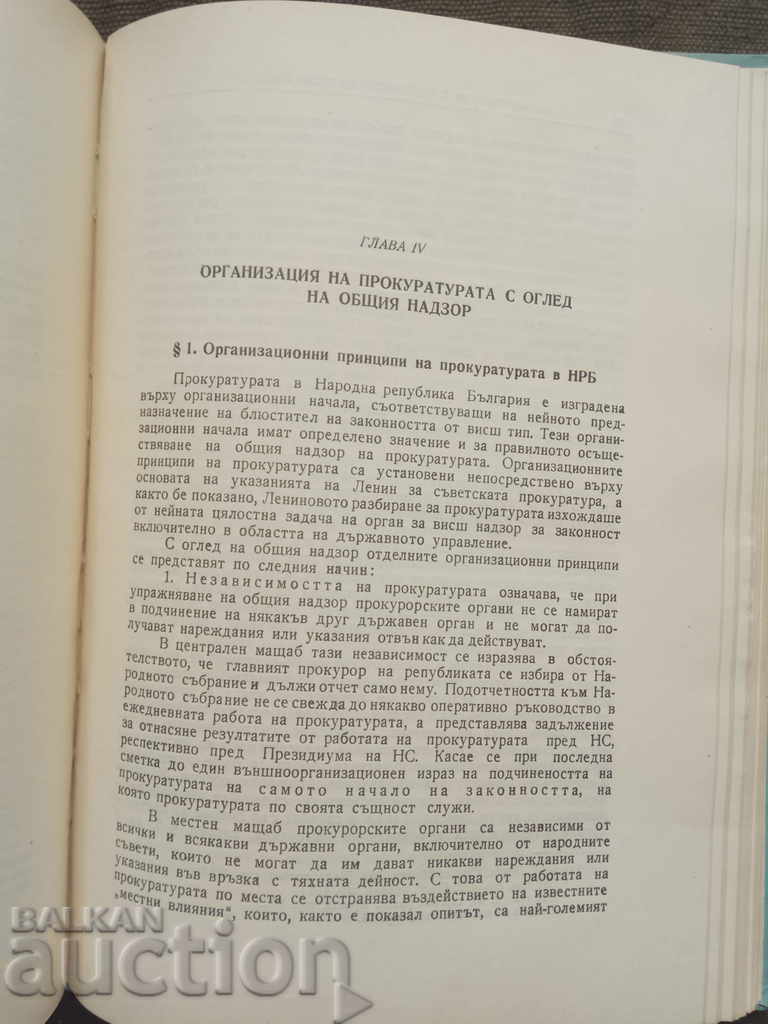 ГЛАВА IV
ОРГАНИЗАЦИЯ НА ПРОКУРАТУРАТА С ОГЛЕД
НА ОБЩИЯ НАДЗОР
§ 1. Организационни принципи на прокуратурата в НРБ
Прокуратурата в Народна република България е изградена
върху организационни начала, съответствуващи на нейното пред-
назначение на блюстител на законността от висш тип. Тези органи-
зационни начала имат определено значение и за правилното осъще-
ствяване на общия надзор на прокуратурата. Организационните
принципи на прокуратурата са установени непосредствено върху
основата на указанията на Ленин за съветската прокуратура, а
както бе показано, Лениновото разбиране за прокуратурата изхождаше
от нейната цялостна задача на орган за висш надзор за законност
включително в областта на държавното управление.
С оглед на общия надзор отделните организационни принципи
се представят по следния начин:
1. Независимостта на прокуратурата означава, че при
упражняване на общия надзор прокурорските органи не се намират
в подчинение на някакъв друг държавен орган и не могат да по-
лучават нареждания или указания отвън как да действуват.
В централен мащаб тази независимост се изразява в обстоя-
телството, че главният прокурор на републиката се избира от На-
родното събрание и дължи отчет само нему. Подотчетността към На-
родното събрание не се свежда до някакво оперативно ръководство в
ежедневната работа на прокуратурата, а представлява задължение
за отнасяне резултатите от работата на прокуратурата пред НС,
респективно пред Президиума на НС. Касае се при последна
сметка до един външноорганизационен израз на подчинеността на
прокуратурата на самото начало на законността, на
която прокуратурата по своята същност служи.
В местен мащаб прокурорските органи са независими от
всички и всякакви държавни органи, включително от народните
съвети, които не могат да им дават никакви нареждания или
указания във връзка с тяхната дейност. С това от работата на
прокуратурата по места се отстранява въздействието на известните
„местни влияния“, които, както е показал опитът, са най-големият
BALKAN
auction